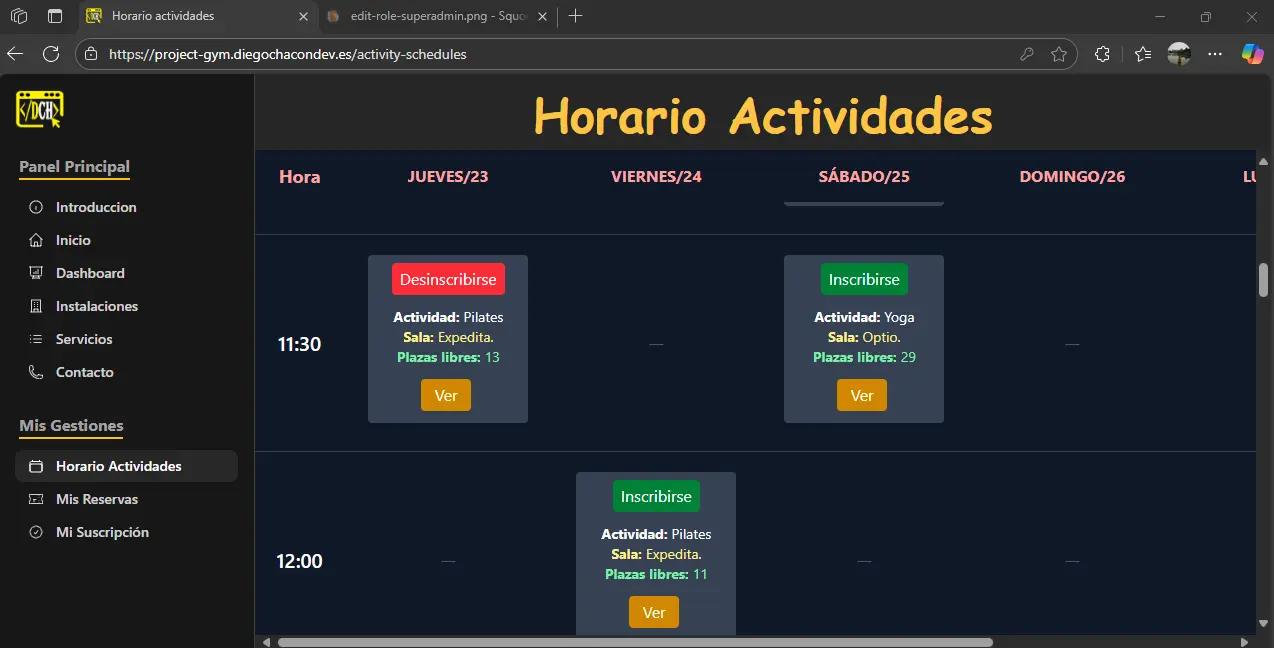 Horario actividades
edit-role-superadmin.png - Squo
https://project-gym.diegochacondev.es/activity-schedules
</DCH>
Panel Principal
Introduccion
Inicio
Dashboard
Instalaciones
Servicios
Contacto
Mis Gestiones
Horario Actividades
Mis Reservas
Mi Suscripción
Horario Actividades
Hora JUEVES/23 VIERNES/24 SÁBADO/25 DOMINGO/26 LU
11:30
Desinscribirse
Actividad: Pilates
Sala: Expedita.
Plazas libres: 13
Ver
—
Inscribirse
Actividad: Yoga
Sala: Optio.
Plazas libres: 29
Ver
—
12:00
—
Inscribirse
Actividad: Pilates
Sala: Expedita.
Plazas libres: 11
Ver
—
—